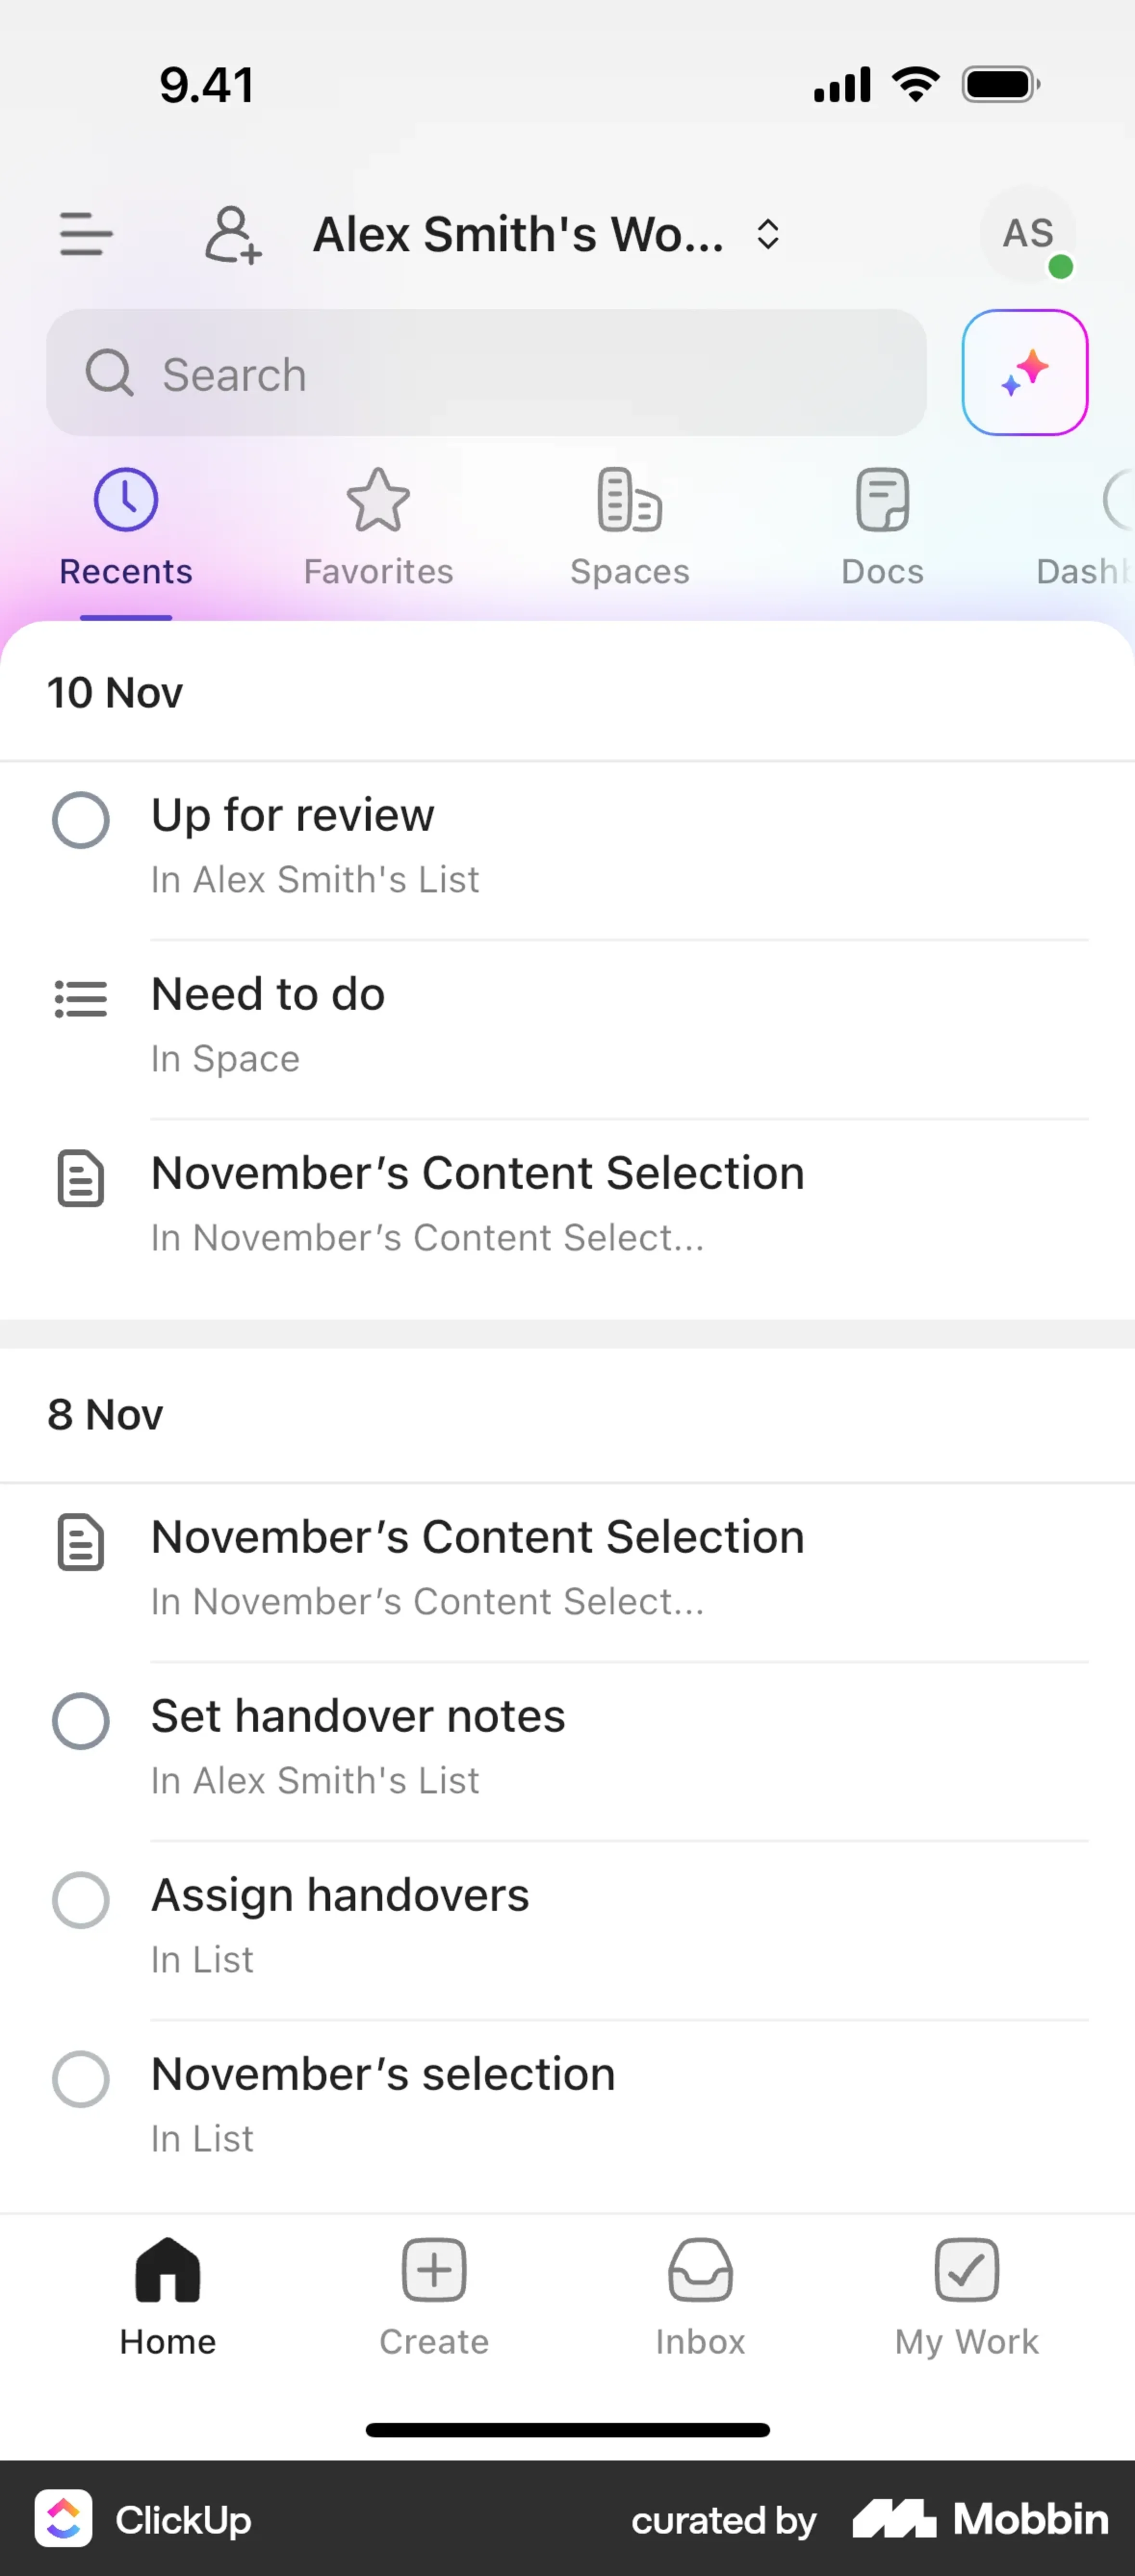 9.41
Alex Smith's Wo...
AS
Search
Recents
Favorites
Spaces
Docs
Dashb
10 Nov
Up for review
In Alex Smith's List
Need to do
In Space
November’s Content Selection
In November’s Content Select...
8 Nov
November’s Content Selection
In November’s Content Select...
Set handover notes
In Alex Smith's List
Assign handovers
In List
November’s selection
In List
Home
Create
Inbox
My Work
ClickUp
curated by Mobbin